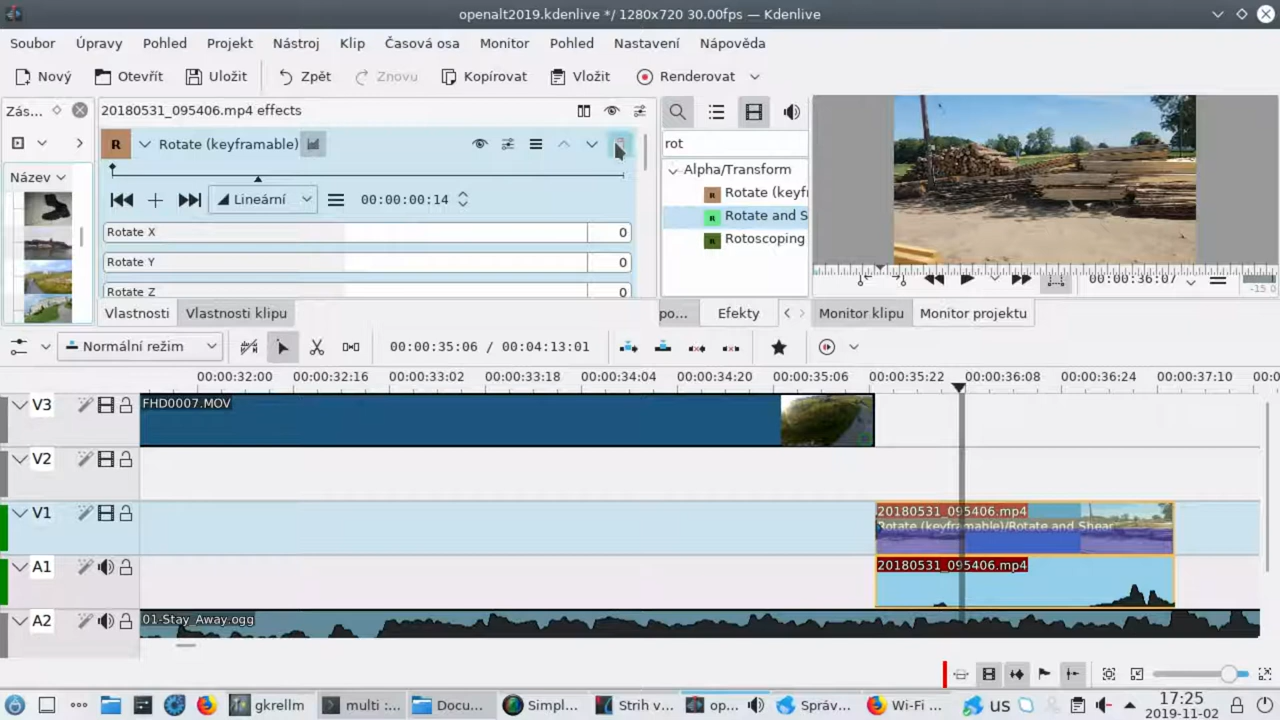 openalt2019.kdenlive */ 1280x720 30.00fps — Kdenlive
Soubor Úpravy Pohled Projekt Nástroj Klip Časová osa Monitor Pohled Nastavení Nápověda
Nový Otevřít Uložit Zpět Znovu Kopírovat Vložit Renderovat
Zás... 20180531_095406.mp4 effects
R Rotate (keyframable) rot
Název Alpha/Transform
Lineární 00:00:00:14 R Rotate (keyfr
Rotate X 0 R Rotate and S
R Rotoscoping
Rotate Y 0
Rotate Z 0 00:00:36:07
-15 0
Vlastnosti Vlastnosti klipu po... Efekty Monitor klipu Monitor projektu
Normální režim 00:00:35:06 / 00:04:13:01
00:00:32:00 00:00:32:16 00:00:33:02 00:00:33:18 00:00:34:04 00:00:34:20 00:00:35:06 00:00:35:22 00:00:36:08 00:00:36:24 00:00:37:10 00:0
V3 FHD0007.MOV
V2
V1 20180531_095406.mp4
Rotate (keyframable)/Rotate and Shear
A1 20180531_095406.mp4
A2 01-Stay_Away.ogg
gkrellm multi :... Docu... Simpl... Strih v... op... Správ... Wi-Fi ... us 17:25
2019-11-02